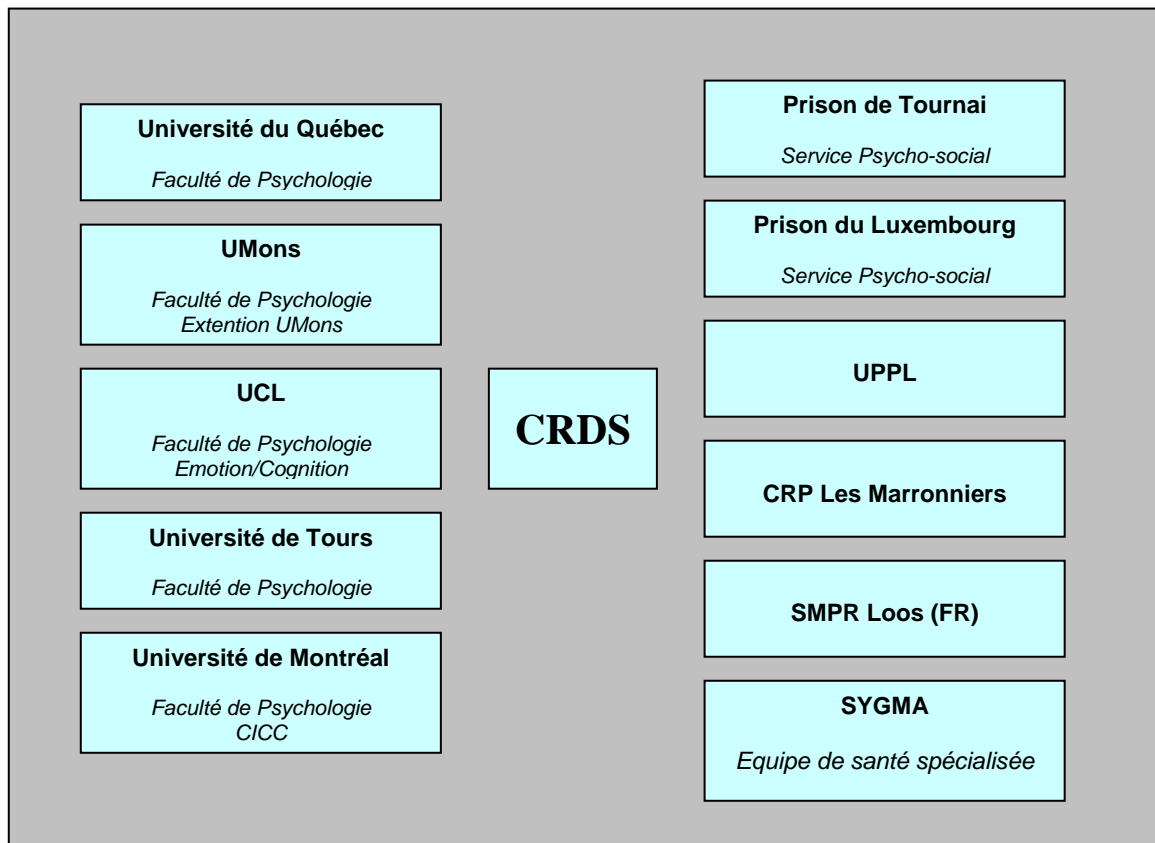 Université du Québec
Faculté de Psychologie
UMons
Faculté de Psychologie
Extention UMons
UCL
Faculté de Psychologie
Emotion/Cognition
Université de Tours
Faculté de Psychologie
Université de Montréal
Faculté de Psychologie
CICC
CRDS
Prison de Tournai
Service Psycho-social
Prison du Luxembourg
Service Psycho-social
UPPL
CRP Les Marronniers
SMPR Loos (FR)
SYGMA
Equipe de santé spécialisée